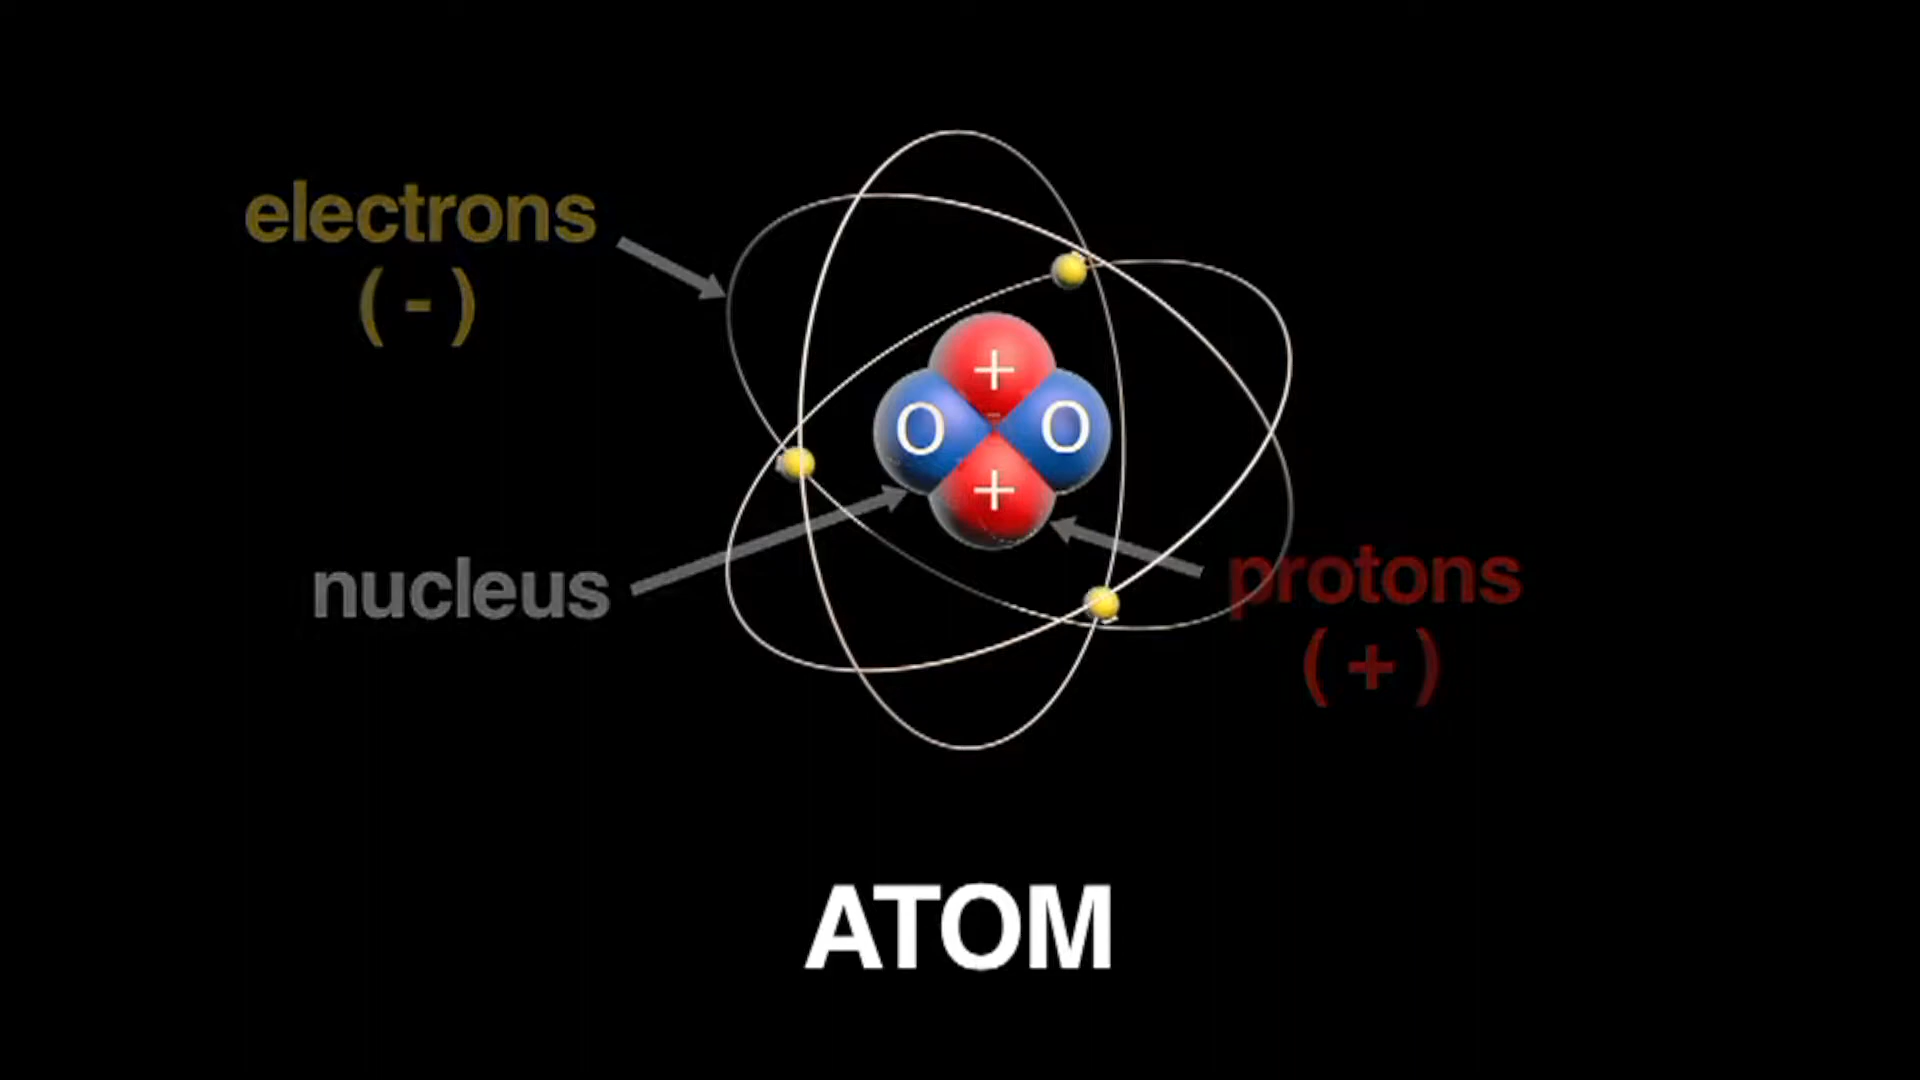 electrons
( - )
+
O O
+
nucleus
protons
( + )
ATOM